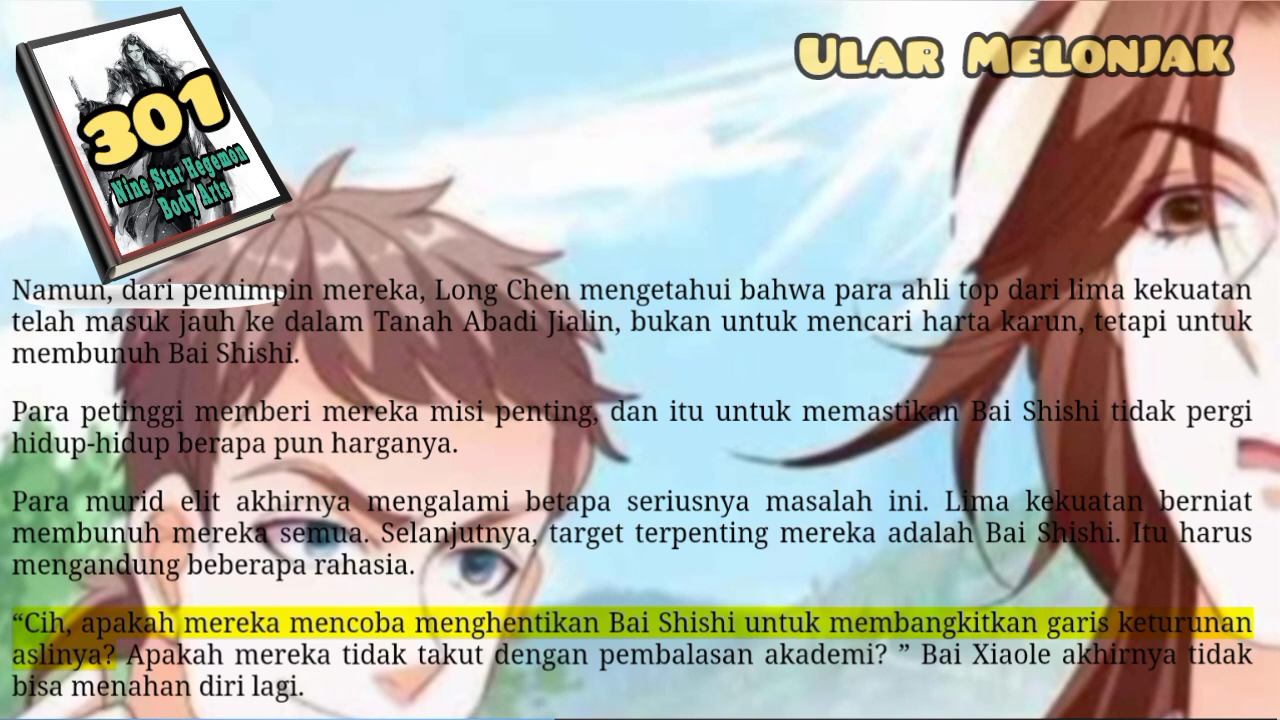 301
Nine Star Hegemon
Body Arts
Ular Melonjak
Namun, dari pemimpin mereka, Long Chen mengetahui bahwa para ahli top dari lima kekuatan
telah masuk jauh ke dalam Tanah Abadi Jialin, bukan untuk mencari harta karun, tetapi untuk
membunuh Bai Shishi.
Para petinggi memberi mereka misi penting, dan itu untuk memastikan Bai Shishi tidak pergi
hidup-hidup berapa pun harganya.
Para murid elit akhirnya mengalami betapa seriusnya masalah ini. Lima kekuatan berniat
membunuh mereka semua. Selanjutnya, target terpenting mereka adalah Bai Shishi. Itu harus
mengandung beberapa rahasia.
“Cih, apakah mereka mencoba menghentikan Bai Shishi untuk membangkitkan garis keturunan
aslinya? Apakah mereka tidak takut dengan pembalasan akademi? ” Bai Xiaole akhirnya tidak
bisa menahan diri lagi.